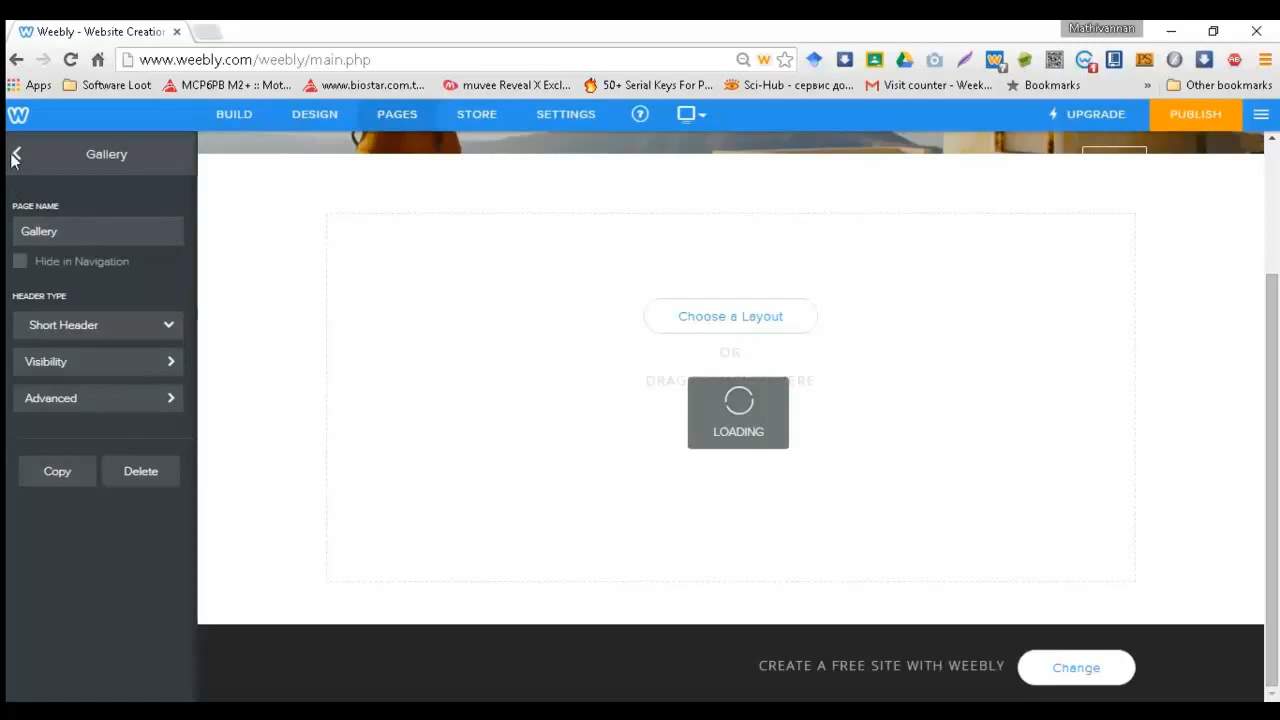 Weebly - Website Creation
Mathivannan
www.weebly.com/weebly/main.php
Apps
Software Loot
MCP6PB M2+ :: Mot...
www.biostar.com.t...
muvee Reveal X Excl...
50+ Serial Keys For P...
Sci-Hub - сервис до...
Visit counter - Week...
Bookmarks
»
Other bookmarks
BUILD
DESIGN
PAGES
STORE
SETTINGS
UPGRADE
PUBLISH
Gallery
PAGE NAME
Gallery
Hide in Navigation
HEADER TYPE
Short Header
Visibility
Advanced
Copy
Delete
Choose a Layout
OR
LOADING
CREATE A FREE SITE WITH WEEBLY
Change